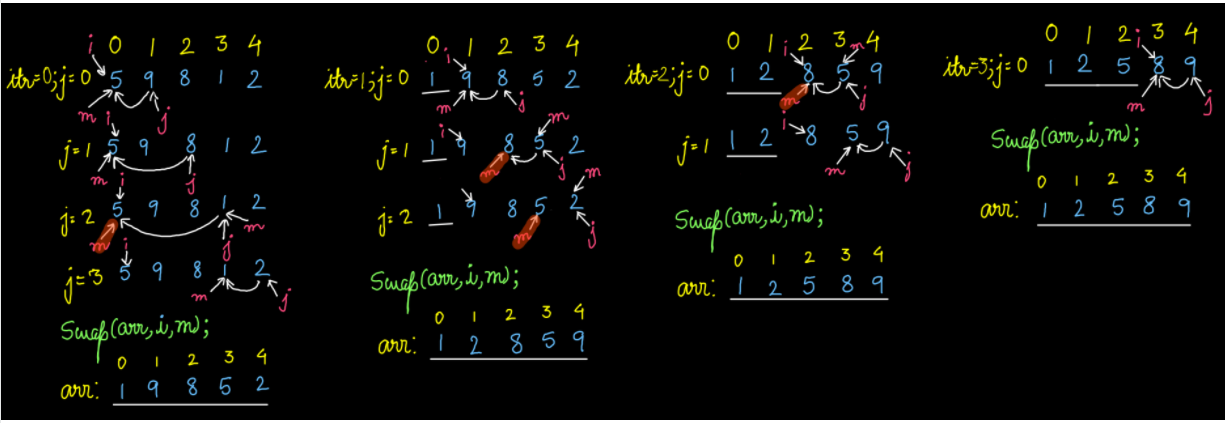 i 0 1 2 3 4
itr=0;j=0 5 9 8 1 2
m i j
j=1 5 9 8 1 2
m i j
j=2 5 9 8 1 2
m i j m
j=3 5 9 8 1 2
m j
Swap(arr,i,m);
0 1 2 3 4
arr: 1 9 8 5 2
0 i 1 2 3 4
itr=1;j=0 1 9 8 5 2
m j
i m
j=1 1 9 8 5 2
m j m
j=2 1 9 8 5 2
m j
Swap(arr,i,m);
0 1 2 3 4
arr: 1 2 8 5 9
0 1 i 2 3 m 4
itr=2;j=0 1 2 8 5 9
m j
i
j=1 1 2 8 5 9
m j
Swap(arr,i,m);
0 1 2 3 4
arr: 1 2 5 8 9
0 1 2 i 3 4
itr=3;j=0 1 2 5 8 9
m j
Swap(arr,i,m);
0 1 2 3 4
arr: 1 2 5 8 9